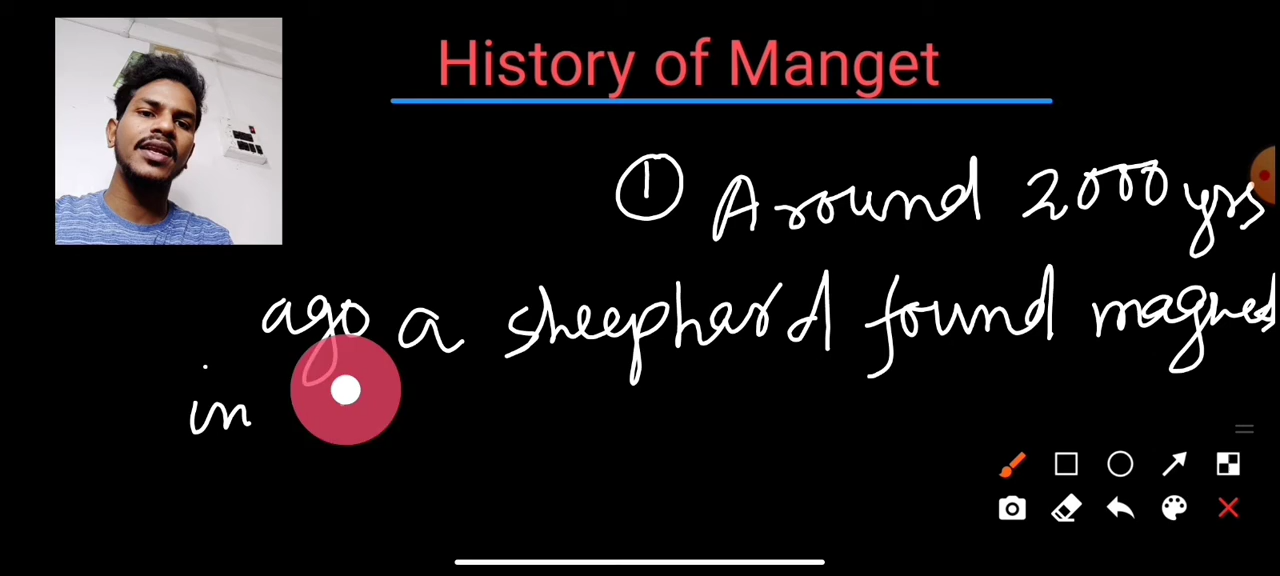 History of Manget
① Around 2000 yrs
ago a sheephard found magnet
in